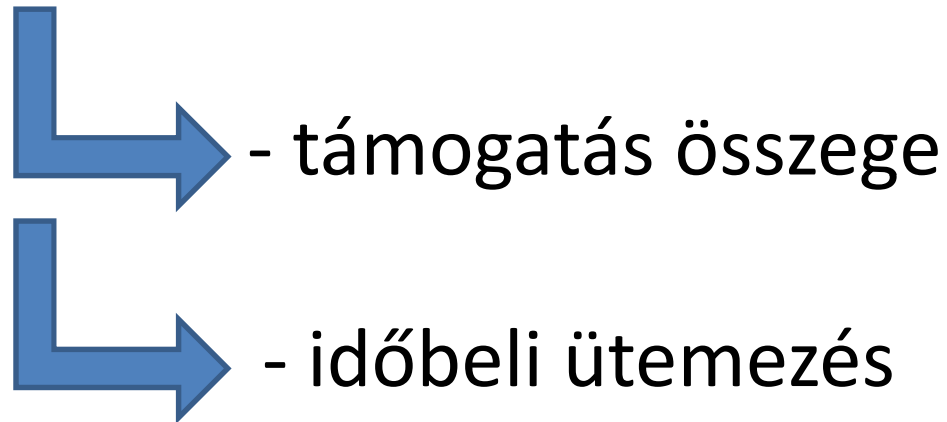 - támogatás összege
- időbeli ütemezés